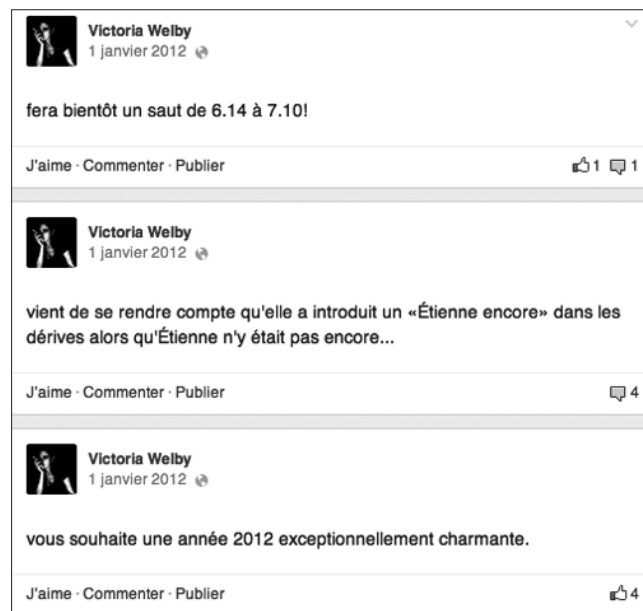 Victoria Welby
1 janvier 2012
fera bientôt un saut de 6.14 à 7.10!
J'aime · Commenter · Publier 1 1
Victoria Welby
1 janvier 2012
vient de se rendre compte qu'elle a introduit un «Étienne encore» dans les
dérives alors qu'Étienne n'y était pas encore...
J'aime · Commenter · Publier 4
Victoria Welby
1 janvier 2012
vous souhaite une année 2012 exceptionnellement charmante.
J'aime · Commenter · Publier 4